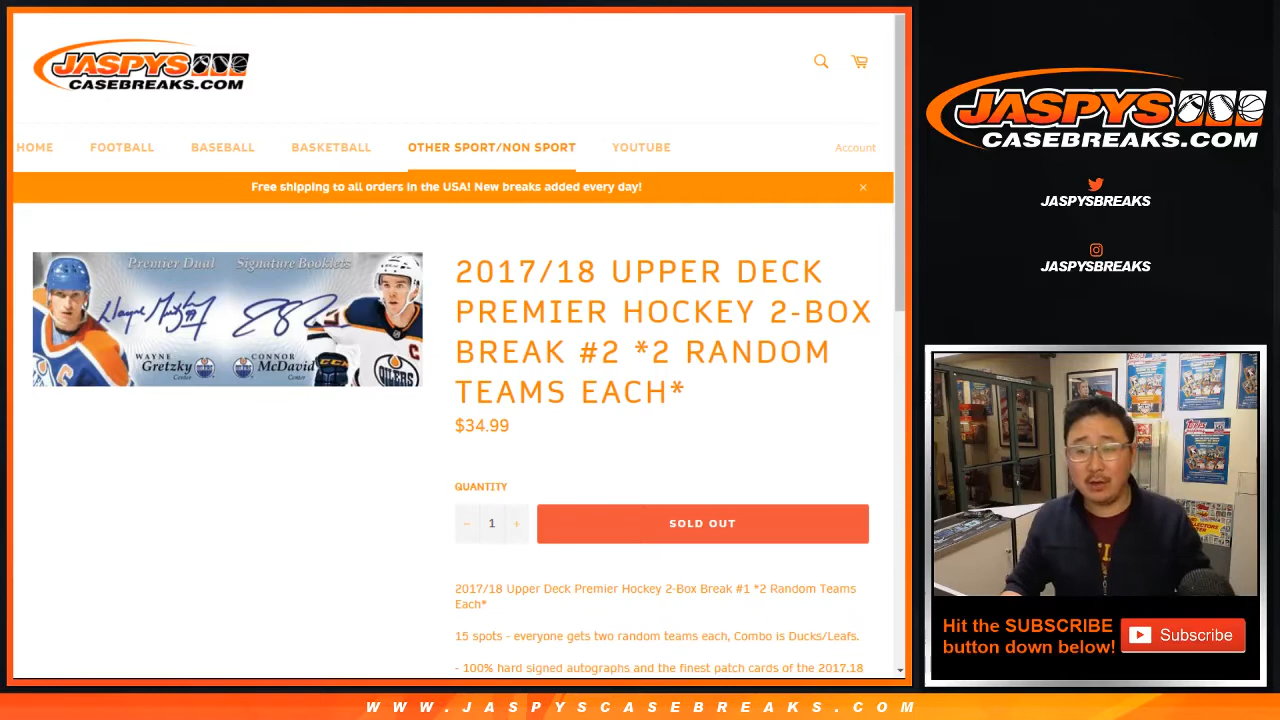 JASPYS
CASEBREAKS.COM
HOME
FOOTBALL
BASEBALL
BASKETBALL
OTHER SPORT/NON SPORT
YOUTUBE
Account
Free shipping to all orders in the USA! New breaks added every day!
×
Premier Dual Signature Booklets
WAYNE
Gretzky
Center
CONNOR
McDavid
Center
OILERS
2017/18 UPPER DECK
PREMIER HOCKEY 2-BOX
BREAK #2 *2 RANDOM
TEAMS EACH*
$34.99
QUANTITY
− 1 +
SOLD OUT
2017/18 Upper Deck Premier Hockey 2-Box Break #1 *2 Random Teams
Each*
15 spots - everyone gets two random teams each, Combo is Ducks/Leafs.
- 100% hard signed autographs and the finest patch cards of the 2017.18
JASPYS
CASEBREAKS.COM
JASPYSBREAKS
JASPYSBREAKS
Hit the SUBSCRIBE
button down below!
Subscribe
WWW.JASPYSCASEBREAKS.COM